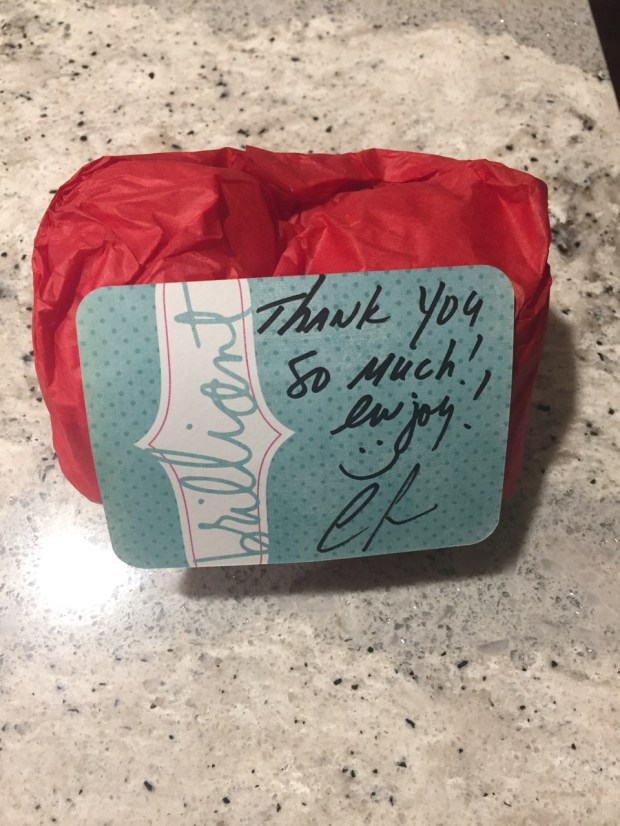 brilliant
Thank you
so much!
enjoy!